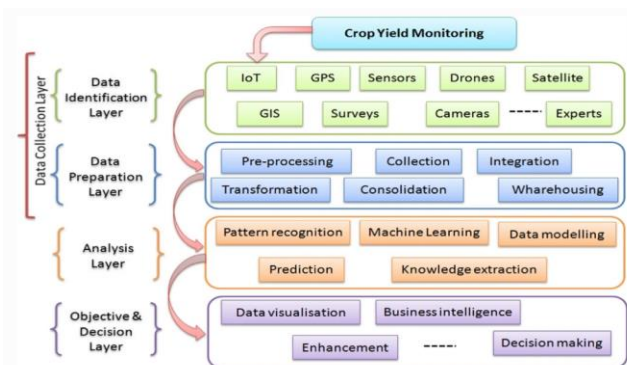 Crop Yield Monitoring
Data Collection Layer
Data
Identification
Layer
IoT GPS Sensors Drones Satellite
GIS Surveys Cameras Experts
Data
Preparation
Layer
Pre-processing Collection Integration
Transformation Consolidation Wharehousing
Analysis
Layer
Pattern recognition Machine Learning Data modelling
Prediction Knowledge extraction
Objective &
Decision
Layer
Data visualisation Business intelligence
Enhancement Decision making